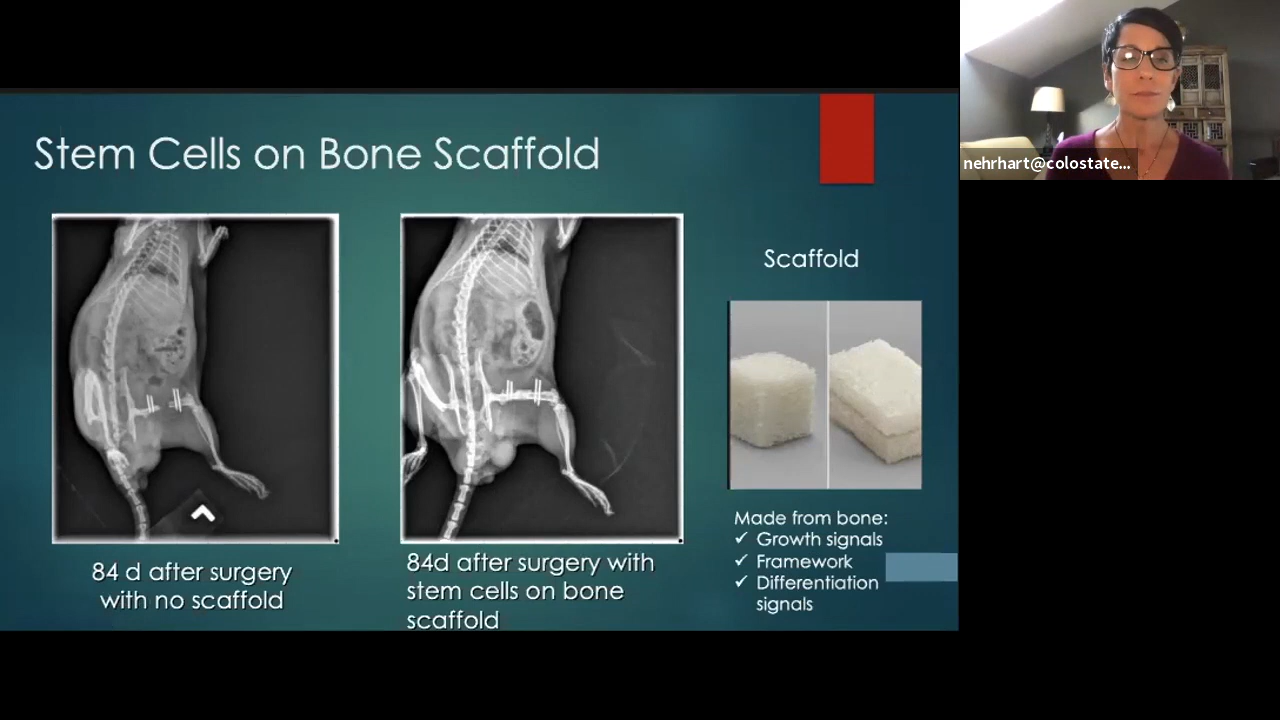 Stem Cells on Bone Scaffold
nehrhart@colostate...
Scaffold
Made from bone:
✓ Growth signals
✓ Framework
✓ Differentiation
signals
84 d after surgery
with no scaffold
84d after surgery with
stem cells on bone
scaffold